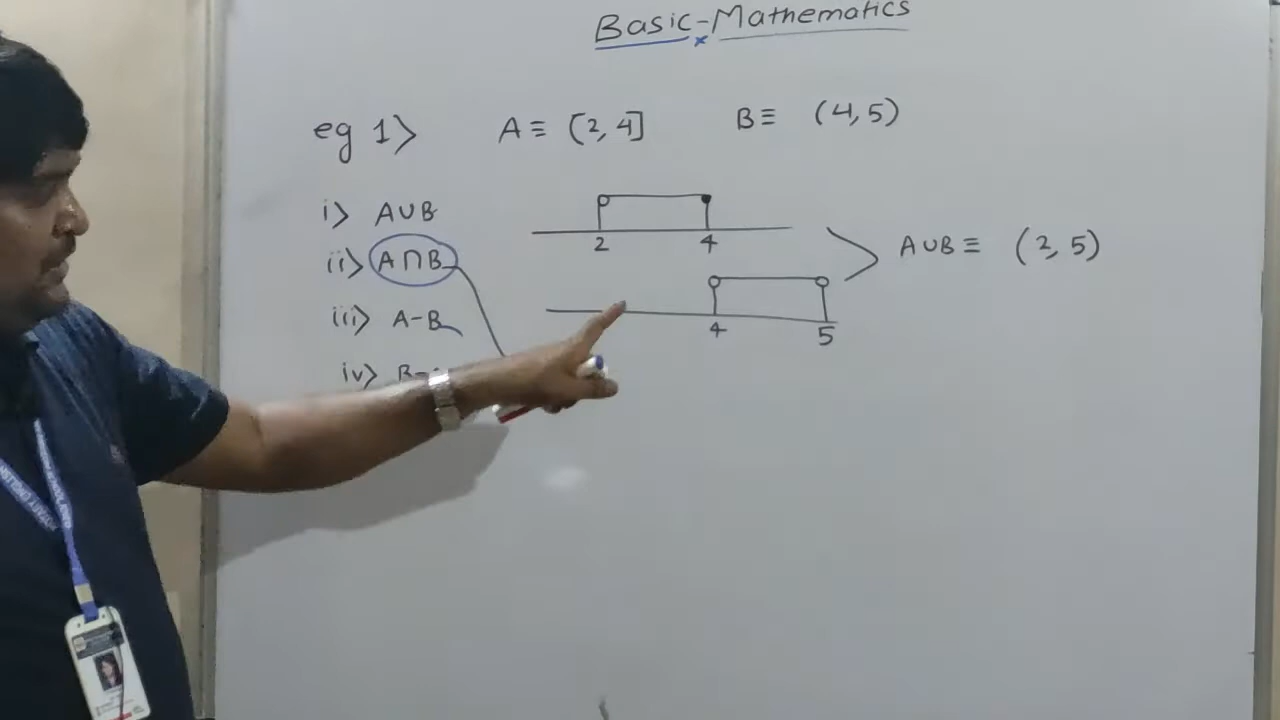 Basic-Mathematics
eg 1> A ≡ (2, 4] B ≡ (4, 5)
i> A∪B
2 4
ii> A∩B
A∪B ≡ (2, 5)
iii> A-B
4 5
iv> B-